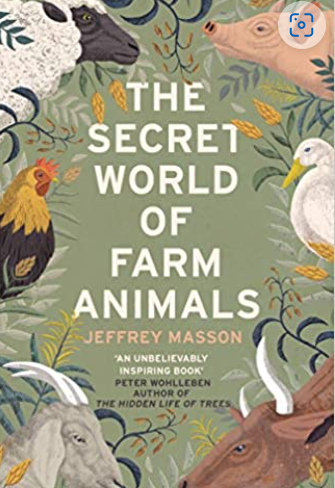 THE
SECRET
WORLD
OF
FARM
ANIMALS
JEFFREY MASSON
'AN UNBELIEVABLY
INSPIRING BOOK'
PETER WOHLLEBEN
AUTHOR OF
THE HIDDEN LIFE OF TREES